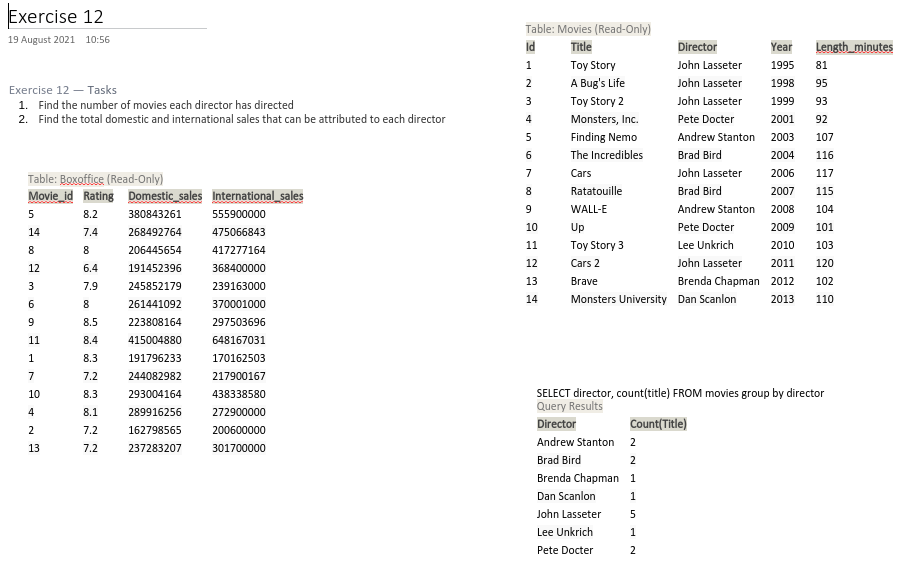 Exercise 12
19 August 2021 10:56
Exercise 12 — Tasks
1. Find the number of movies each director has directed
2. Find the total domestic and international sales that can be attributed to each director
Table: Boxoffice (Read-Only)
Movie_id Rating Domestic_sales International_sales
5 8.2 380843261 555900000
14 7.4 268492764 475066843
8 8 206445654 417277164
12 6.4 191452396 368400000
3 7.9 245852179 239163000
6 8 261441092 370001000
9 8.5 223808164 297503696
11 8.4 415004880 648167031
1 8.3 191796233 170162503
7 7.2 244082982 217900167
10 8.3 293004164 438338580
4 8.1 289916256 272900000
2 7.2 162798565 200600000
13 7.2 237283207 301700000
Table: Movies (Read-Only)
Id Title Director Year Length_minutes
1 Toy Story John Lasseter 1995 81
2 A Bug's Life John Lasseter 1998 95
3 Toy Story 2 John Lasseter 1999 93
4 Monsters, Inc. Pete Docter 2001 92
5 Finding Nemo Andrew Stanton 2003 107
6 The Incredibles Brad Bird 2004 116
7 Cars John Lasseter 2006 117
8 Ratatouille Brad Bird 2007 115
9 WALL-E Andrew Stanton 2008 104
10 Up Pete Docter 2009 101
11 Toy Story 3 Lee Unkrich 2010 103
12 Cars 2 John Lasseter 2011 120
13 Brave Brenda Chapman 2012 102
14 Monsters University Dan Scanlon 2013 110
SELECT director, count(title) FROM movies group by director
Query Results
Director Count(Title)
Andrew Stanton 2
Brad Bird 2
Brenda Chapman 1
Dan Scanlon 1
John Lasseter 5
Lee Unkrich 1
Pete Docter 2